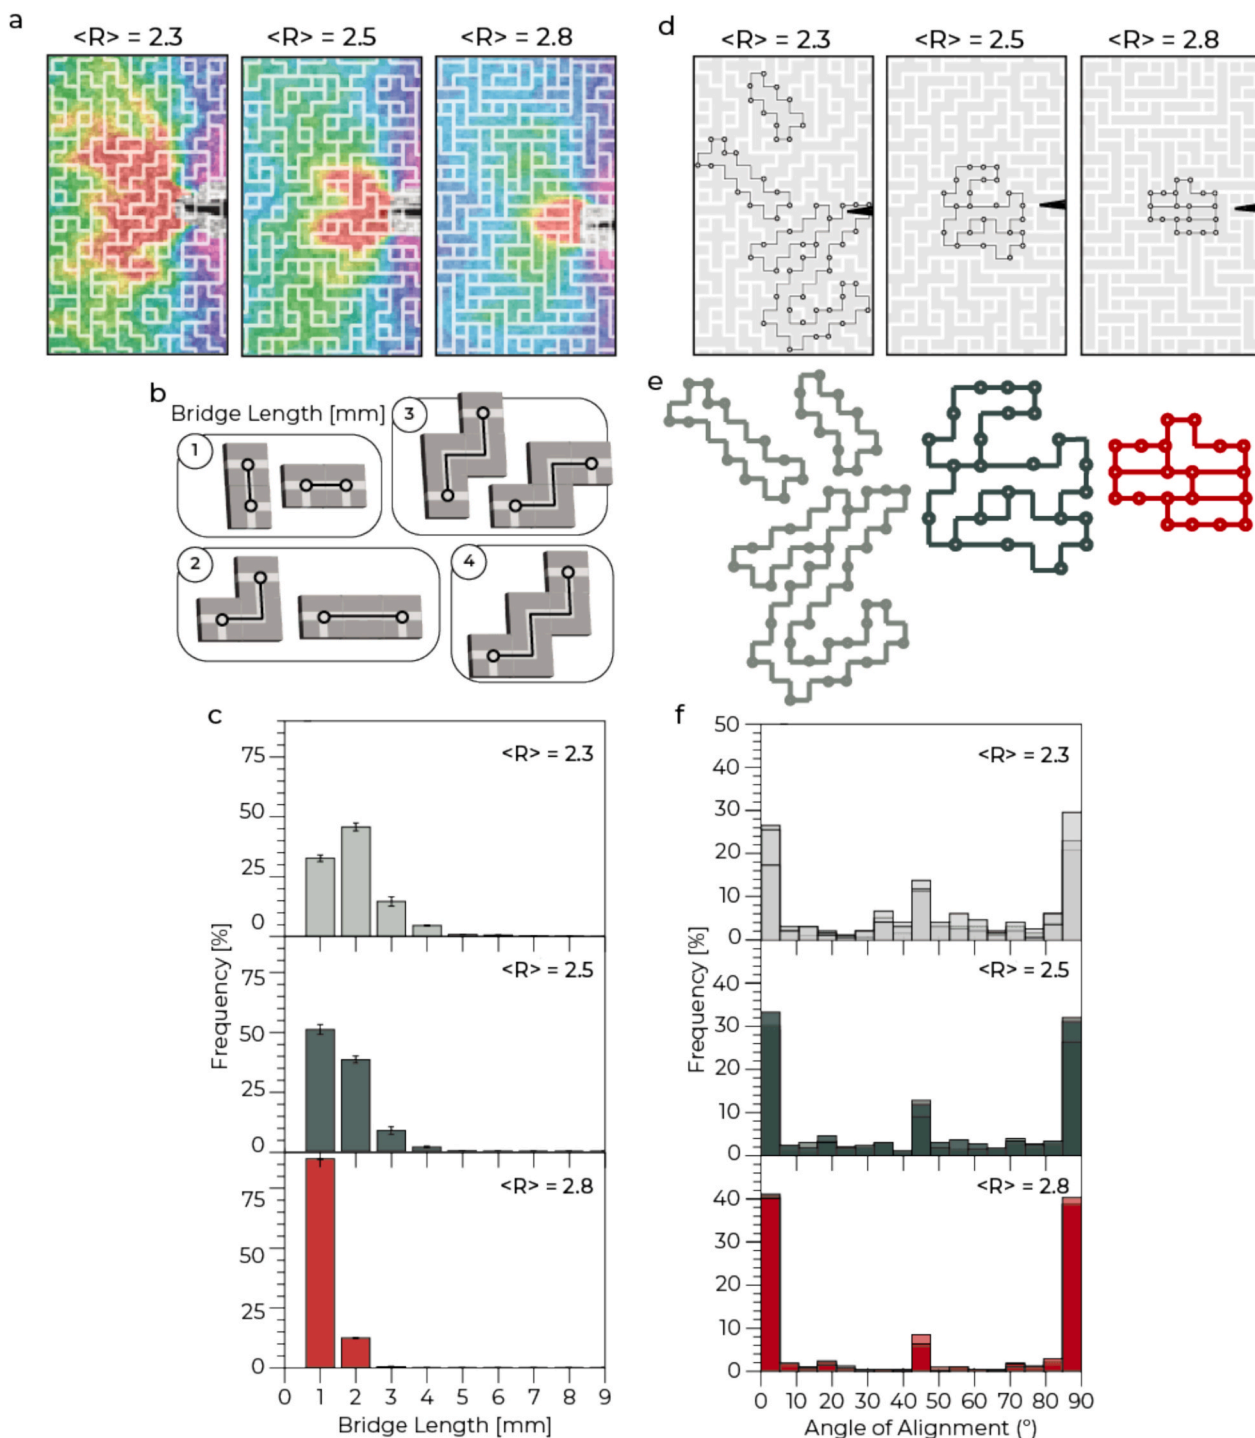 a
<R> = 2.3
<R> = 2.5
<R> = 2.8
d
<R> = 2.3
<R> = 2.5
<R> = 2.8
b
Bridge Length [mm]
1
3
2
4
e
c
<R> = 2.3
75
50
25
0
<R> = 2.5
75
50
25
0
<R> = 2.8
75
50
25
0
Frequency [%]
0 1 2 3 4 5 6 7 8 9
Bridge Length [mm]
f
50
<R> = 2.3
40
30
20
10
0
<R> = 2.5
40
30
20
10
0
<R> = 2.8
40
30
20
10
0
Frequency [%]
0 10 20 30 40 50 60 70 80 90
Angle of Alignment (°)